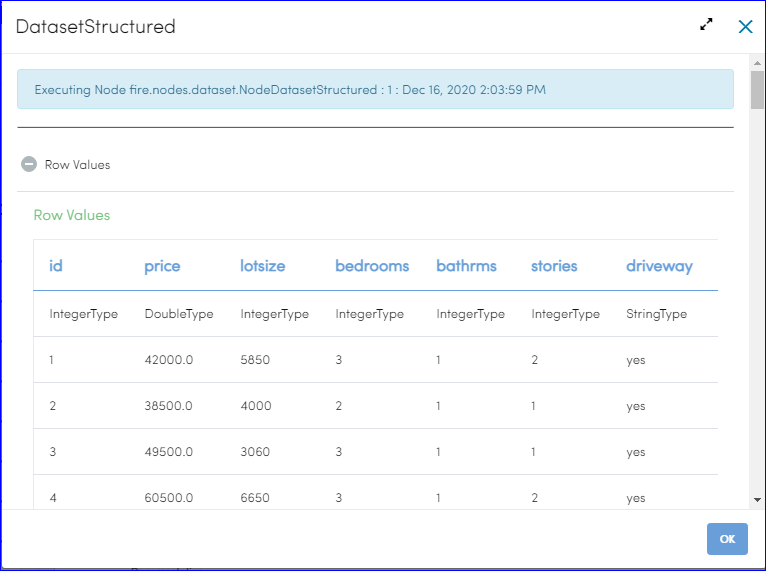 DatasetStructured
Executing Node fire.nodes.dataset.NodeDatasetStructured : 1 : Dec 16, 2020 2:03:59 PM
Row Values
Row Values
id price lotsize bedrooms bathrms stories driveway
IntegerType DoubleType IntegerType IntegerType IntegerType IntegerType StringType
1 42000.0 5850 3 1 2 yes
2 38500.0 4000 2 1 1 yes
3 49500.0 3060 3 1 1 yes
4 60500.0 6650 3 1 2 yes
OK